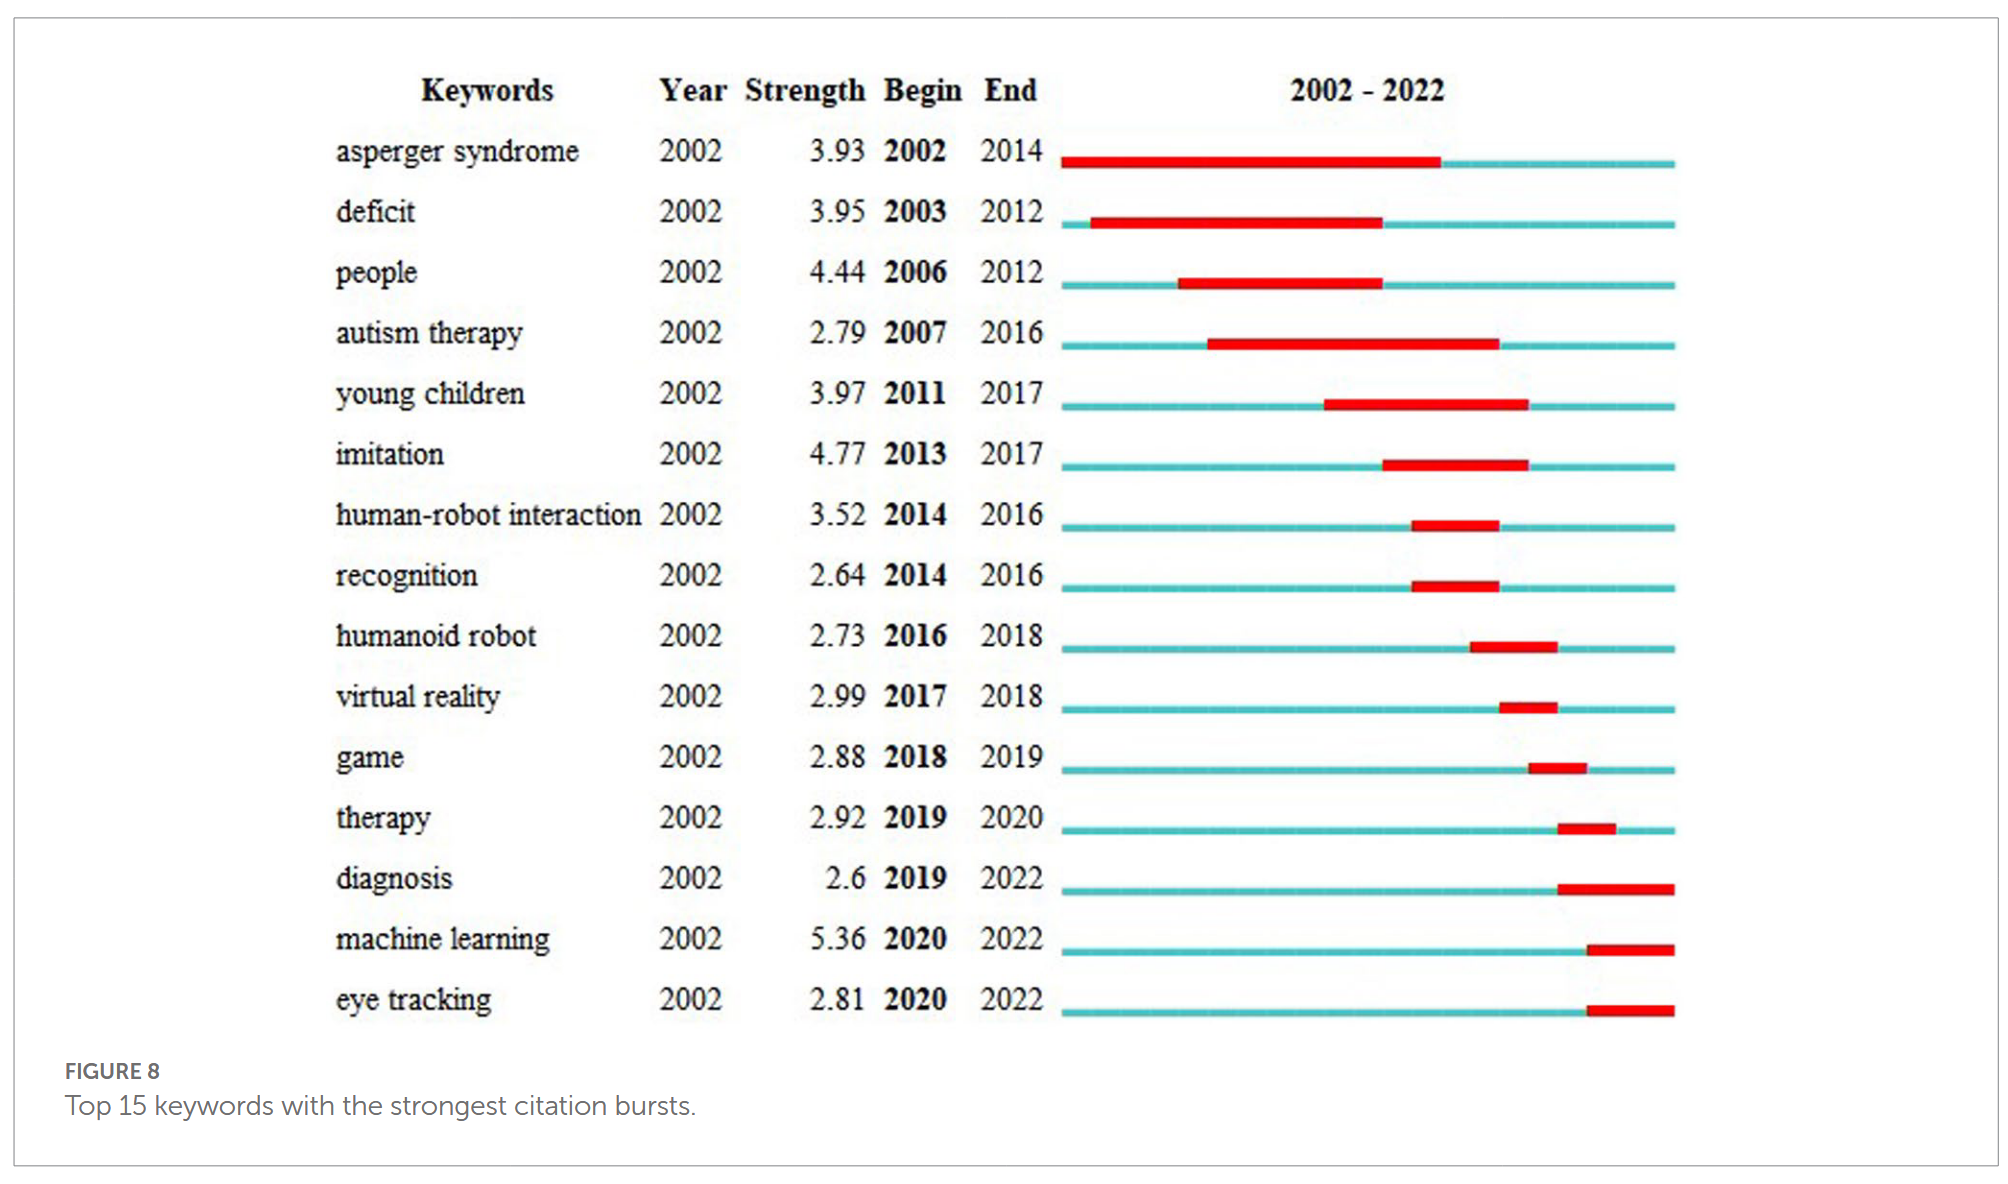 Keywords Year Strength Begin End 2002 - 2022
asperger syndrome 2002 3.93 2002 2014
deficit 2002 3.95 2003 2012
people 2002 4.44 2006 2012
autism therapy 2002 2.79 2007 2016
young children 2002 3.97 2011 2017
imitation 2002 4.77 2013 2017
human-robot interaction 2002 3.52 2014 2016
recognition 2002 2.64 2014 2016
humanoid robot 2002 2.73 2016 2018
virtual reality 2002 2.99 2017 2018
game 2002 2.88 2018 2019
therapy 2002 2.92 2019 2020
diagnosis 2002 2.6 2019 2022
machine learning 2002 5.36 2020 2022
eye tracking 2002 2.81 2020 2022
FIGURE 8
Top 15 keywords with the strongest citation bursts.